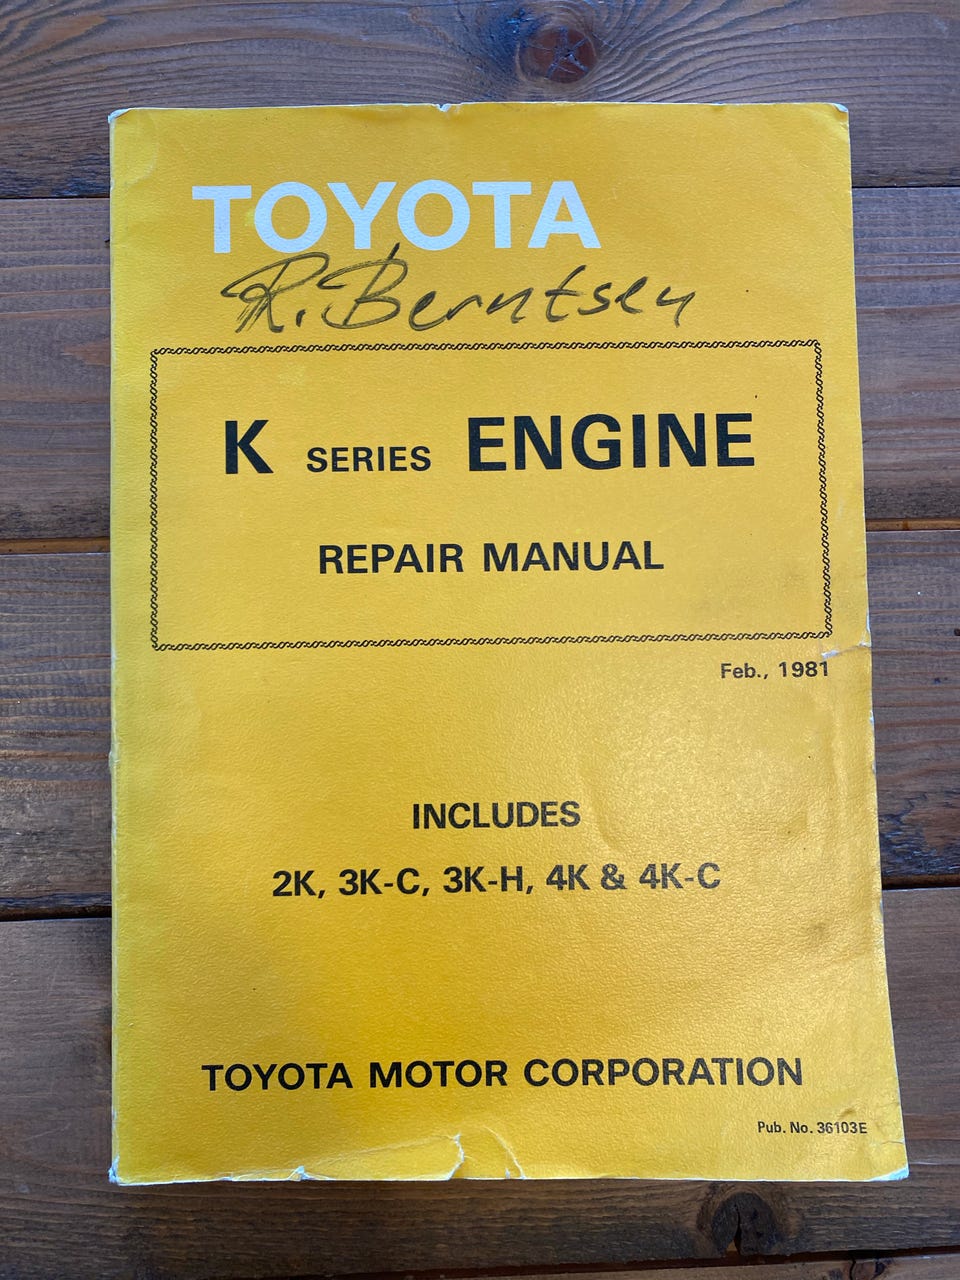 TOYOTA
R. Berntsen
K SERIES ENGINE
REPAIR MANUAL
Feb., 1981
INCLUDES
2K, 3K-C, 3K-H, 4K & 4K-C
TOYOTA MOTOR CORPORATION
Pub. No. 36103E